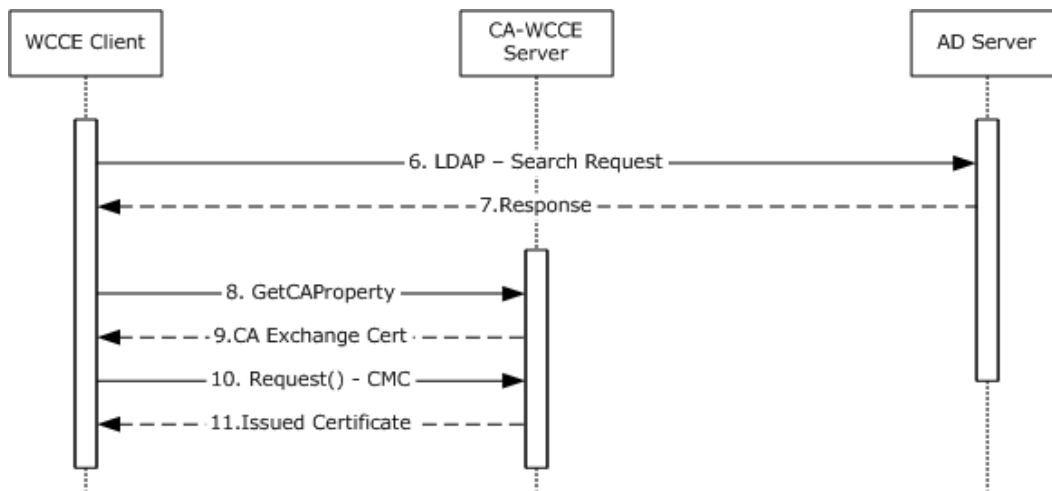 WCCE Client
CA-WCCE
Server
AD Server
6. LDAP – Search Request
7.Response
8. GetCAProperty
9.CA Exchange Cert
10. Request() - CMC
11.Issued Certificate